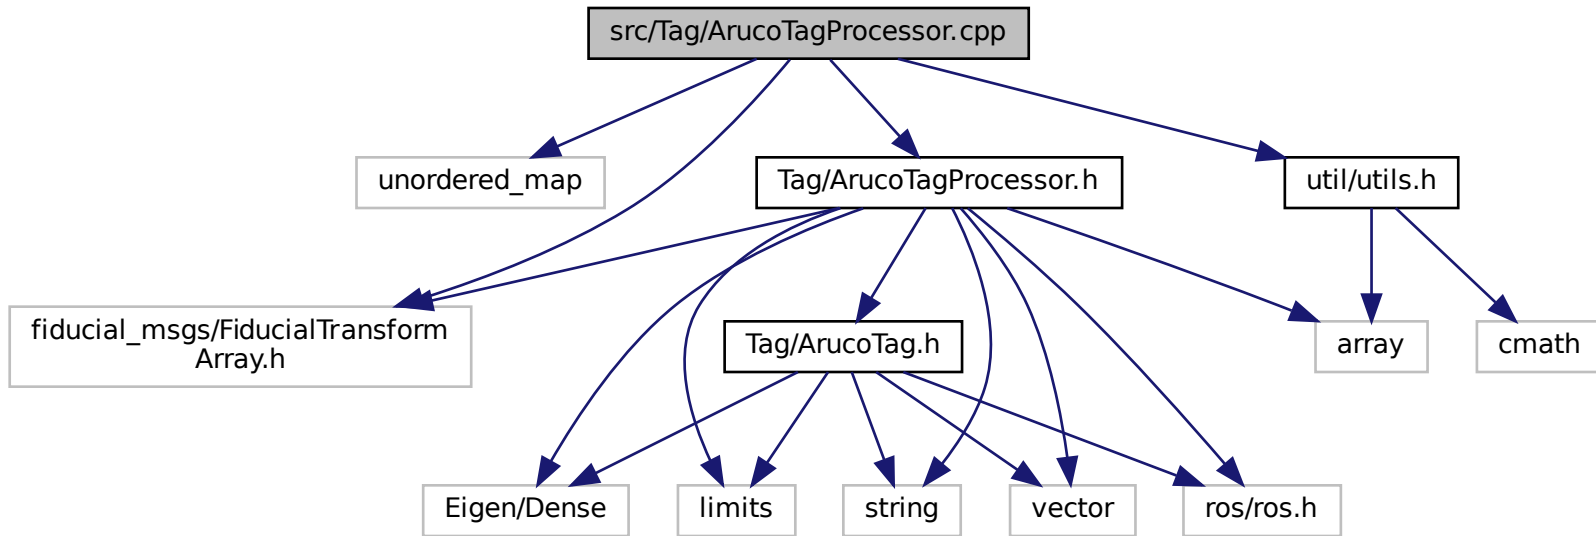 src/Tag/ArucoTagProcessor.cpp
unordered_map
Tag/ArucoTagProcessor.h
util/utils.h
fiducial_msgs/FiducialTransform
Array.h
Tag/ArucoTag.h
array
cmath
Eigen/Dense
limits
string
vector
ros/ros.h